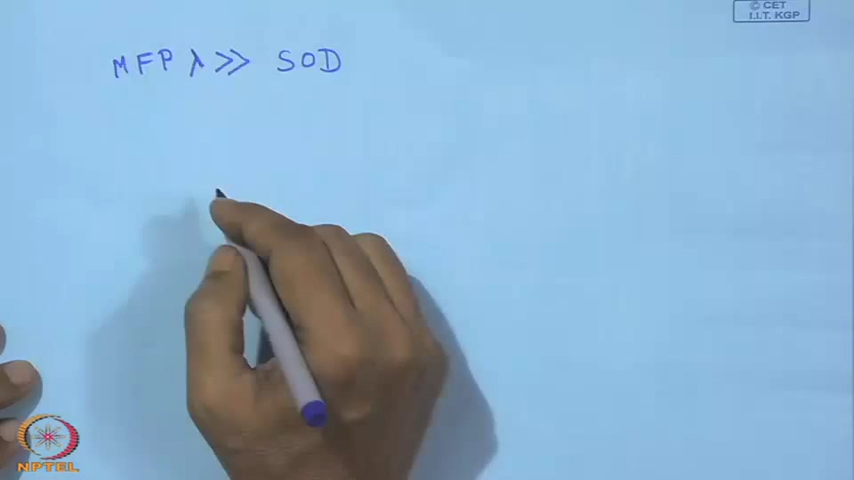 © CET
I.I.T. KGP
MFP λ >> SOD
NPTEL